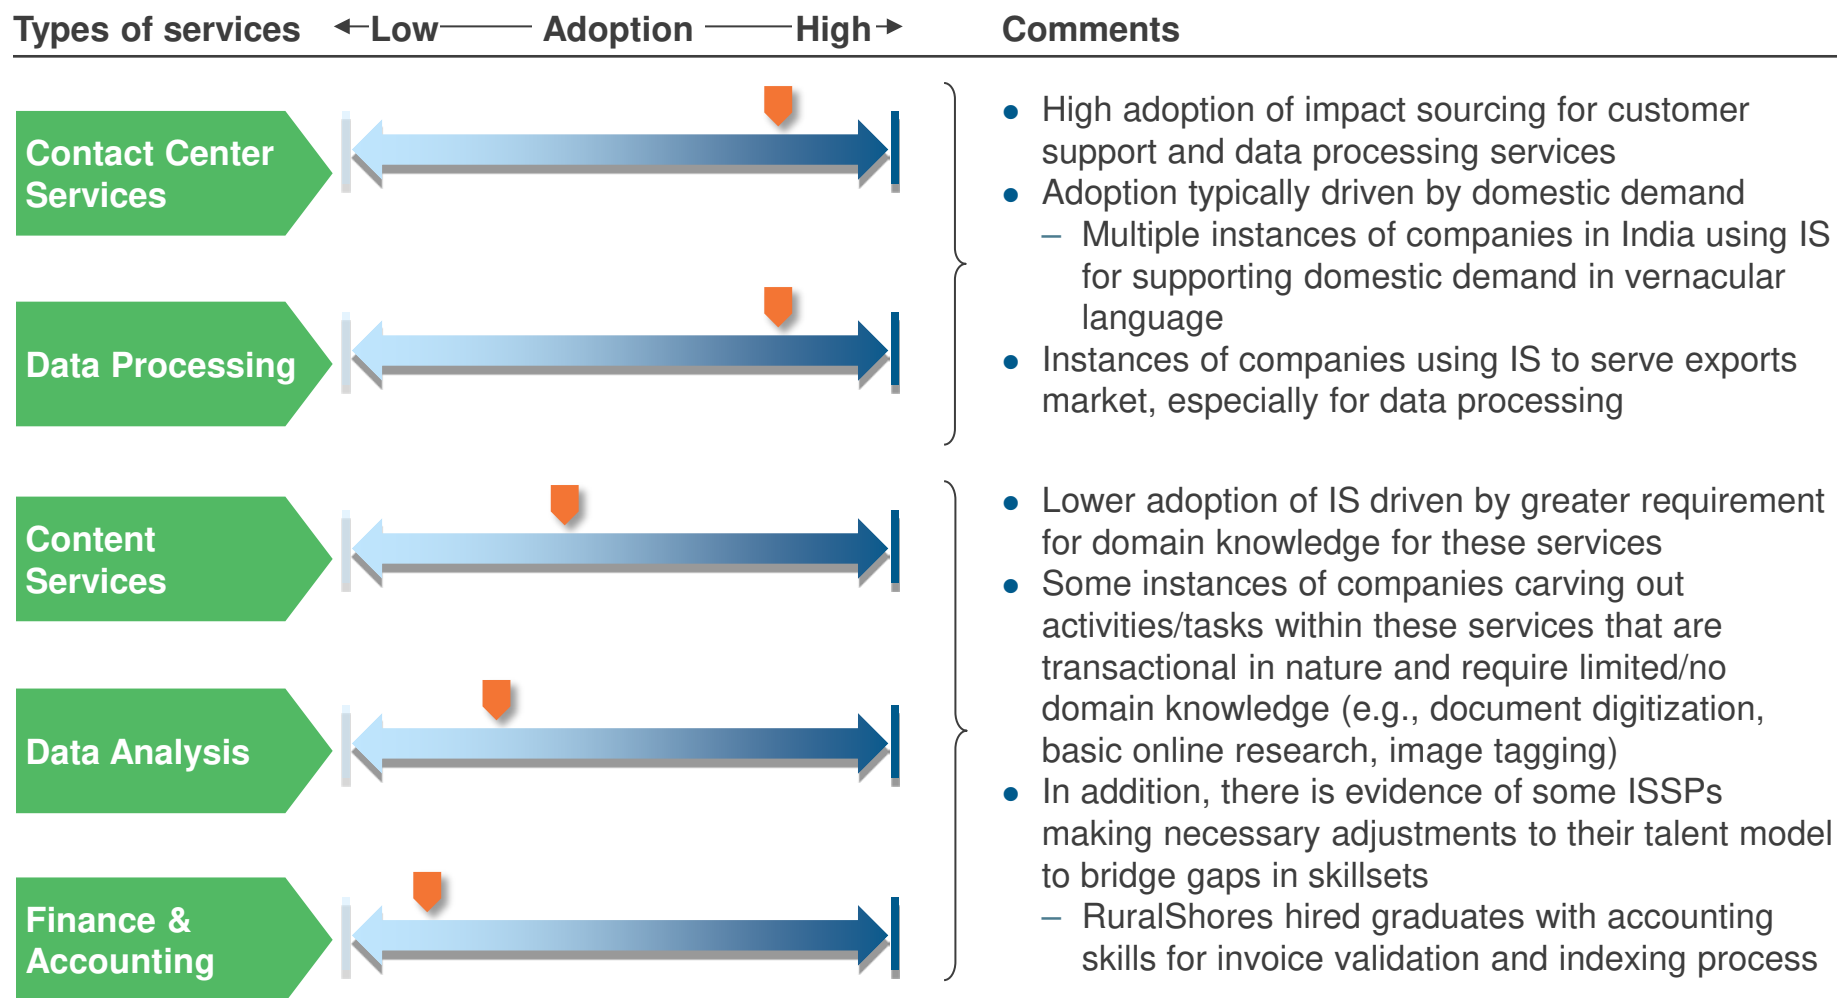 Types of services Low Adoption High Comments
Contact Center
Services
Data Processing
● High adoption of impact sourcing for customer
support and data processing services
● Adoption typically driven by domestic demand
– Multiple instances of companies in India using IS
for supporting domestic demand in vernacular
language
● Instances of companies using IS to serve exports
market, especially for data processing
Content
Services
Data Analysis
Finance &
Accounting
● Lower adoption of IS driven by greater requirement
for domain knowledge for these services
● Some instances of companies carving out
activities/tasks within these services that are
transactional in nature and require limited/no
domain knowledge (e.g., document digitization,
basic online research, image tagging)
● In addition, there is evidence of some ISSPs
making necessary adjustments to their talent model
to bridge gaps in skillsets
– RuralShores hired graduates with accounting
skills for invoice validation and indexing process